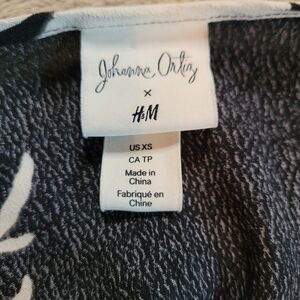 Johanna Ortiz
x
H&M
US XS
CA TP
Made in
China
Fabriqué en
Chine